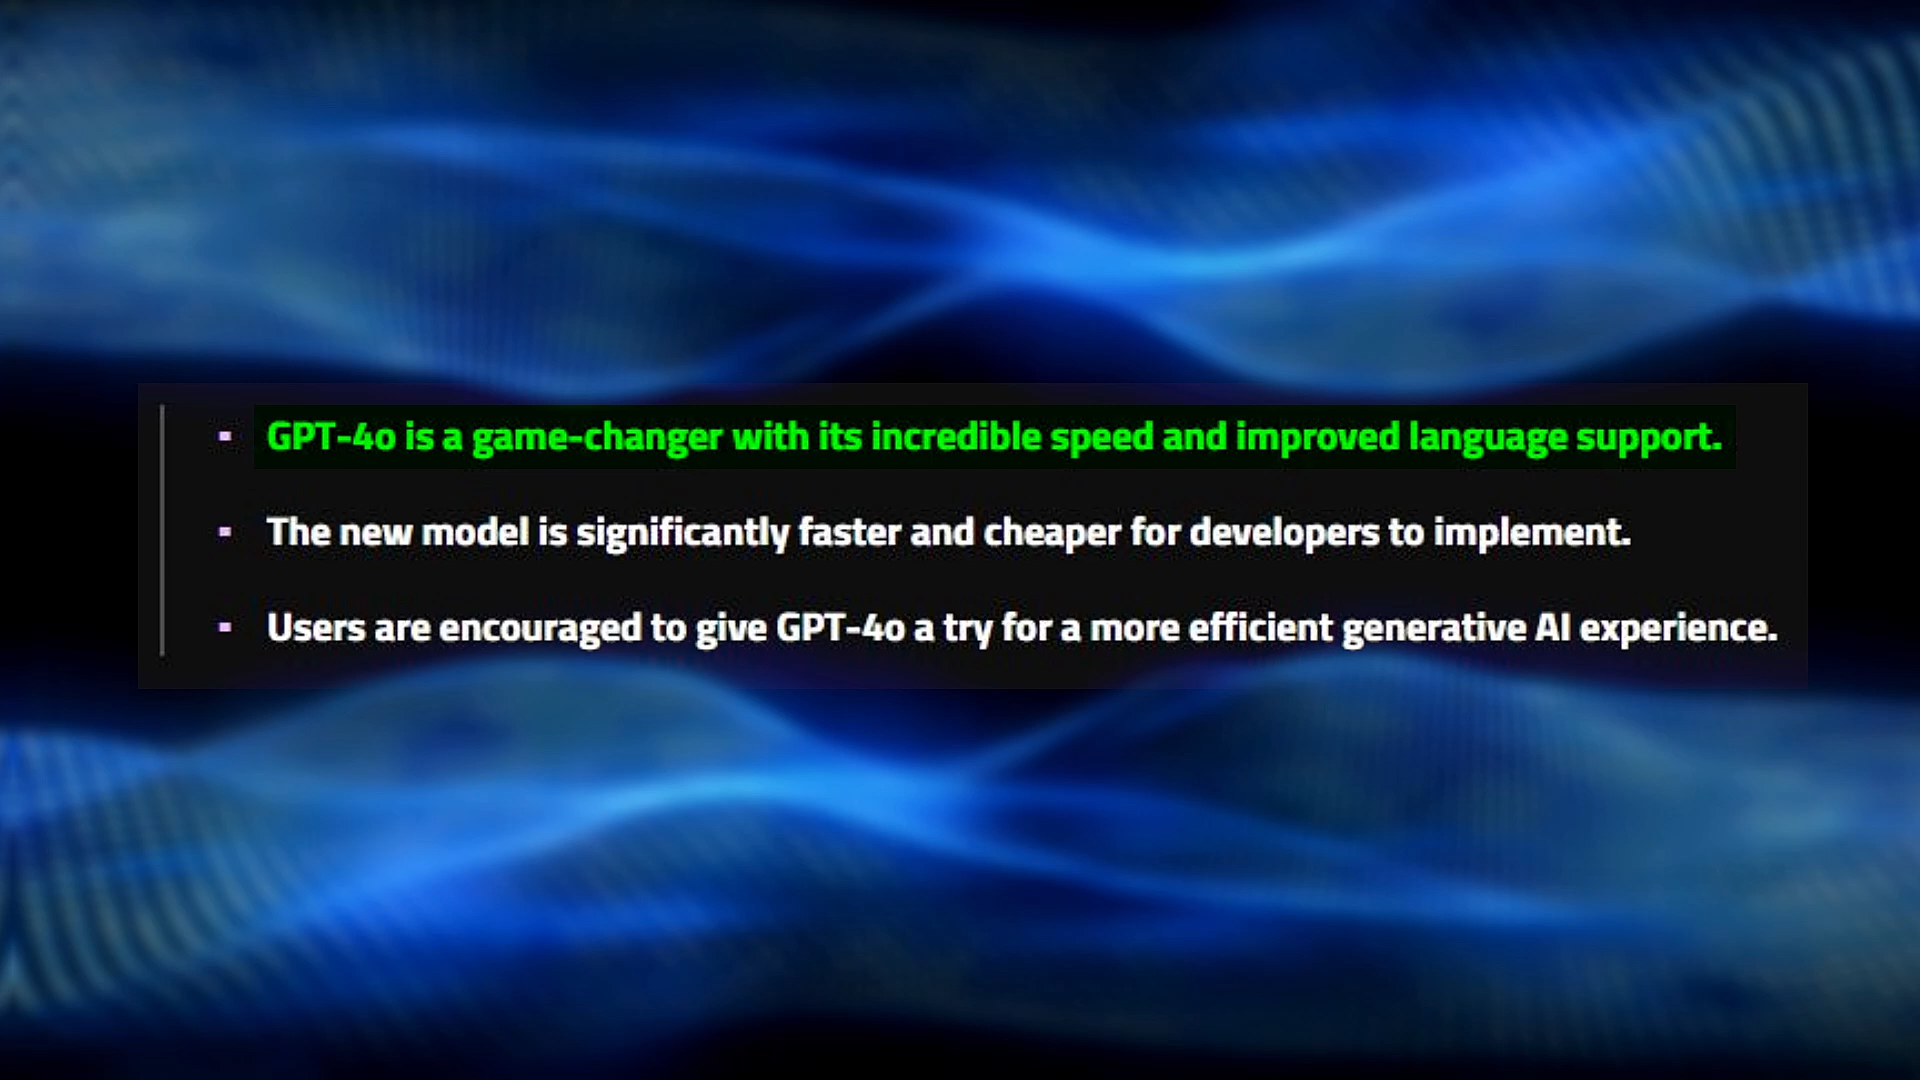 GPT-4o is a game-changer with its incredible speed and improved language support.
The new model is significantly faster and cheaper for developers to implement.
Users are encouraged to give GPT-4o a try for a more efficient generative AI experience.